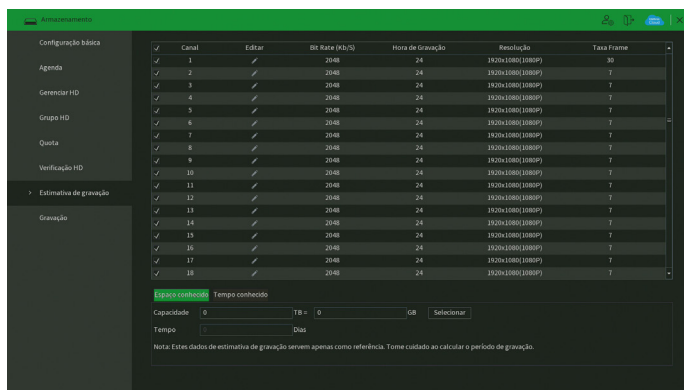 Armazenamento
Configuração básica
Agenda
Gerenciar HD
Grupo HD
Quota
Verificação HD
> Estimativa de gravação
Gravação
Canal Editar Bit Rate (Kb/S) Hora de Gravação Resolução Taxa Frame
1 2048 24 1920x1080(1080P) 30
2 2048 24 1920x1080(1080P) 7
3 2048 24 1920x1080(1080P) 7
4 2048 24 1920x1080(1080P) 7
5 2048 24 1920x1080(1080P) 7
6 2048 24 1920x1080(1080P) 7
7 2048 24 1920x1080(1080P) 7
8 2048 24 1920x1080(1080P) 7
9 2048 24 1920x1080(1080P) 7
10 2048 24 1920x1080(1080P) 7
11 2048 24 1920x1080(1080P) 7
12 2048 24 1920x1080(1080P) 7
13 2048 24 1920x1080(1080P) 7
14 2048 24 1920x1080(1080P) 7
15 2048 24 1920x1080(1080P) 7
16 2048 24 1920x1080(1080P) 7
17 2048 24 1920x1080(1080P) 7
18 2048 24 1920x1080(1080P) 7
Espaço conhecido Tempo conhecido
Capacidade 0 TB = 0 GB Selecionar
Tempo 0 Dias
Nota: Estes dados de estimativa de gravação servem apenas como referência. Tome cuidado ao calcular o período de gravação.